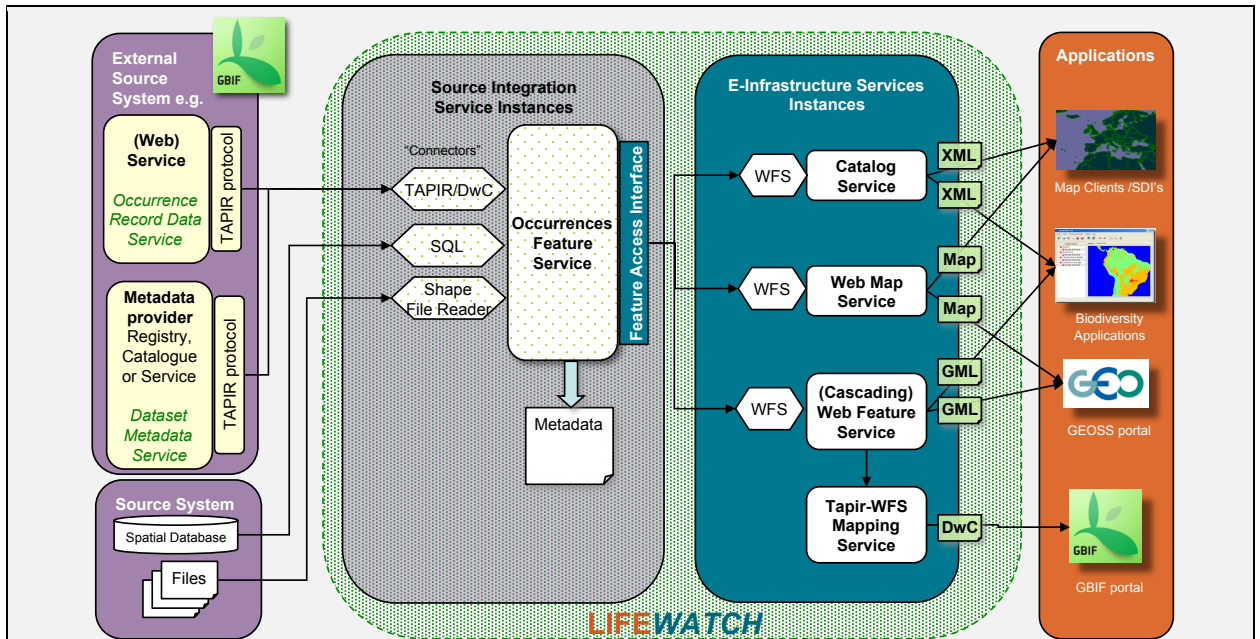 External
Source
System e.g.
GBIF
(Web)
Service
Occurrence
Record Data
Service
TAPIR protocol
Metadata
provider
Registry,
Catalogue
or Service
Dataset
Metadata
Service
TAPIR protocol
Source System
Spatial Database
Files
Source Integration
Service Instances
"Connectors"
TAPIR/DwC
SQL
Shape
File Reader
Occurrences
Feature
Service
Feature Access Interface
Metadata
E-Infrastructure Services
Instances
WFS
Catalog
Service
XML
XML
WFS
Web Map
Service
Map
Map
WFS
(Cascading)
Web Feature
Service
GML
GML
Tapir-WFS
Mapping
Service
DwC
Applications
Map Clients /SDI's
Biodiversity
Applications
GEO
GEOSS portal
GBIF
GBIF portal
LIFEWATCH